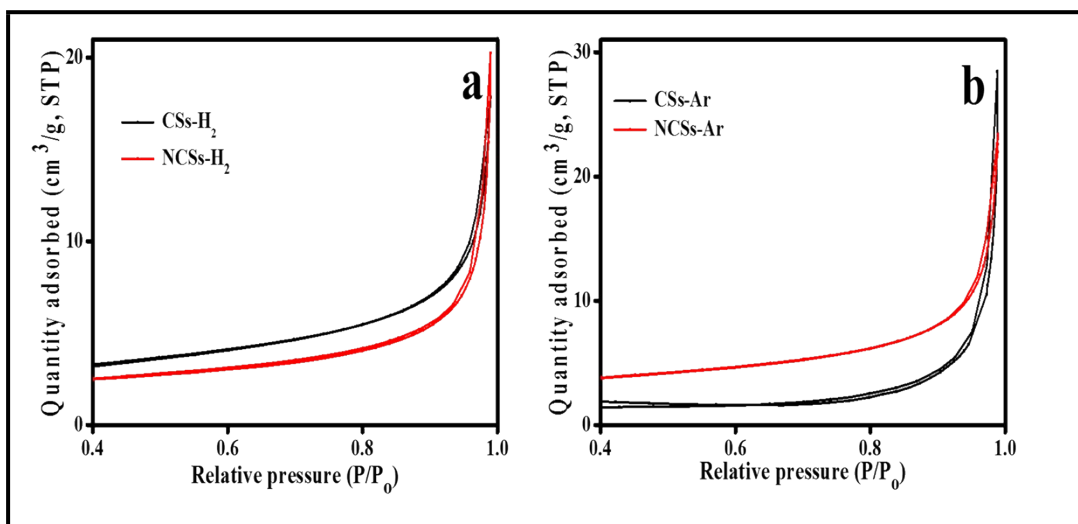 a
CSs-H₂
NCSs-H₂
Quantity adsorbed (cm³/g, STP)
20
10
0
0.4 0.6 0.8 1.0
Relative pressure (P/P₀)
b
CSs-Ar
NCSs-Ar
Quantity adsorbed (cm³/g, STP)
30
20
10
0
0.4 0.6 0.8 1.0
Relative pressure (P/P₀)